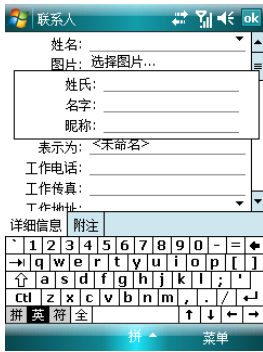 联系人 ok
姓名:
图片: 选择图片...
姓氏:
名字:
昵称:
表示为: <未命名>
工作电话:
工作传真:
工作地址:
详细信息 附注
` 1 2 3 4 5 6 7 8 9 0 - =
q w e r t y u i o p [ ]
a s d f g h j k l ; '
Ctl z x c v b n m , . /
拼 英 符 全
拼 菜单